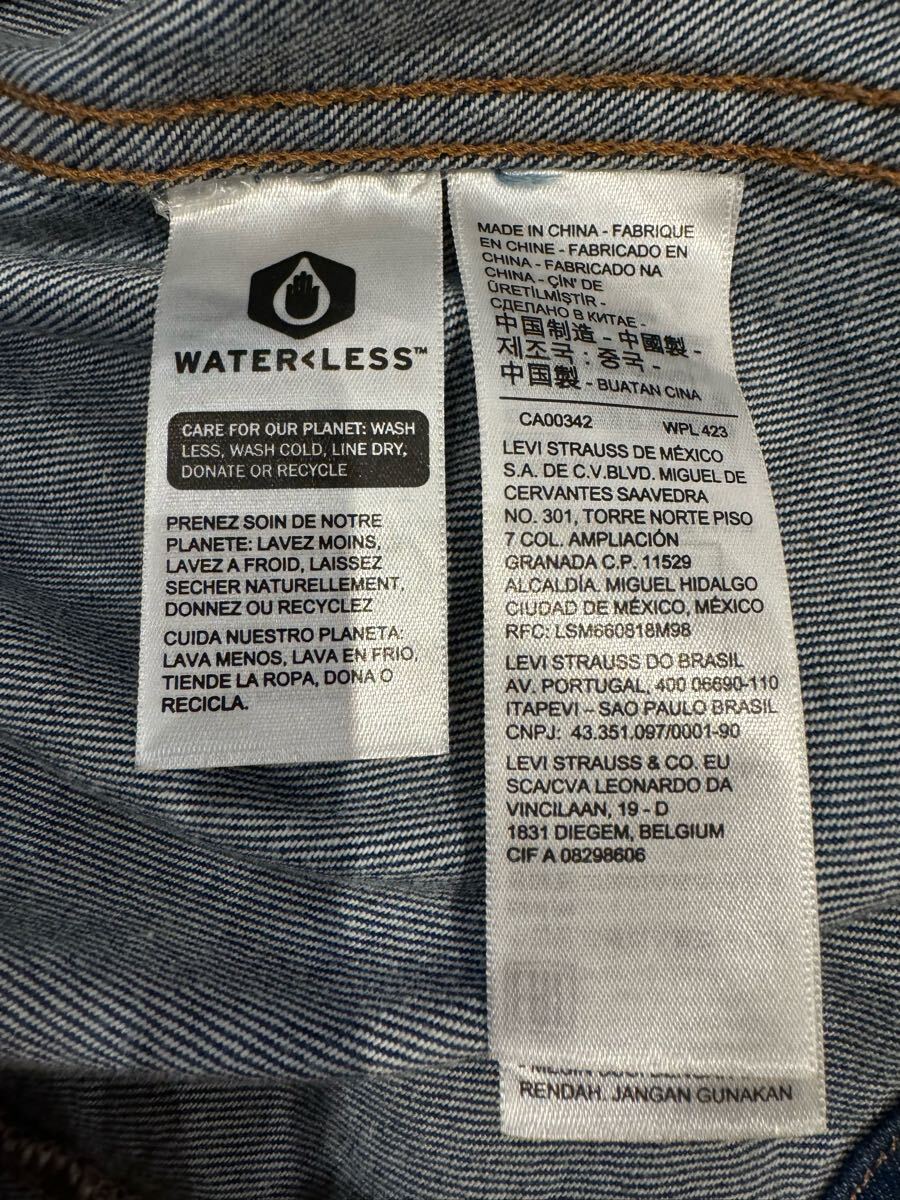 WATER<LESS™
CARE FOR OUR PLANET: WASH
LESS, WASH COLD, LINE DRY,
DONATE OR RECYCLE
PRENEZ SOIN DE NOTRE
PLANETE: LAVEZ MOINS,
LAVEZ A FROID, LAISSEZ
SECHER NATURELLEMENT,
DONNEZ OU RECYCLEZ
CUIDA NUESTRO PLANETA:
LAVA MENOS, LAVA EN FRIO,
TIENDE LA ROPA, DONA O
RECICLA.
MADE IN CHINA - FABRIQUE
EN CHINE - FABRICADO EN
CHINA - FABRICADO NA
CHINA - ÇİN' DE
ÜRETİLMİŞTİR -
СДЕЛАНО В КИТАЕ -
中国制造 - 中國製 -
제조국 : 중국 -
中国製 - BUATAN CINA
CA00342 WPL 423
LEVI STRAUSS DE MÉXICO
S.A. DE C.V.BLVD. MIGUEL DE
CERVANTES SAAVEDRA
NO. 301, TORRE NORTE PISO
7 COL. AMPLIACIÓN
GRANADA C.P. 11529
ALCALDÍA. MIGUEL HIDALGO
CIUDAD DE MÉXICO, MÉXICO
RFC: LSM660818M98
LEVI STRAUSS DO BRASIL
AV. PORTUGAL, 400 06690-110
ITAPEVI – SAO PAULO BRASIL
CNPJ: 43.351.097/0001-90
LEVI STRAUSS & CO. EU
SCA/CVA LEONARDO DA
VINCILAAN, 19 - D
1831 DIEGEM, BELGIUM
CIF A 08298606
RENDAH. JANGAN GUNAKAN